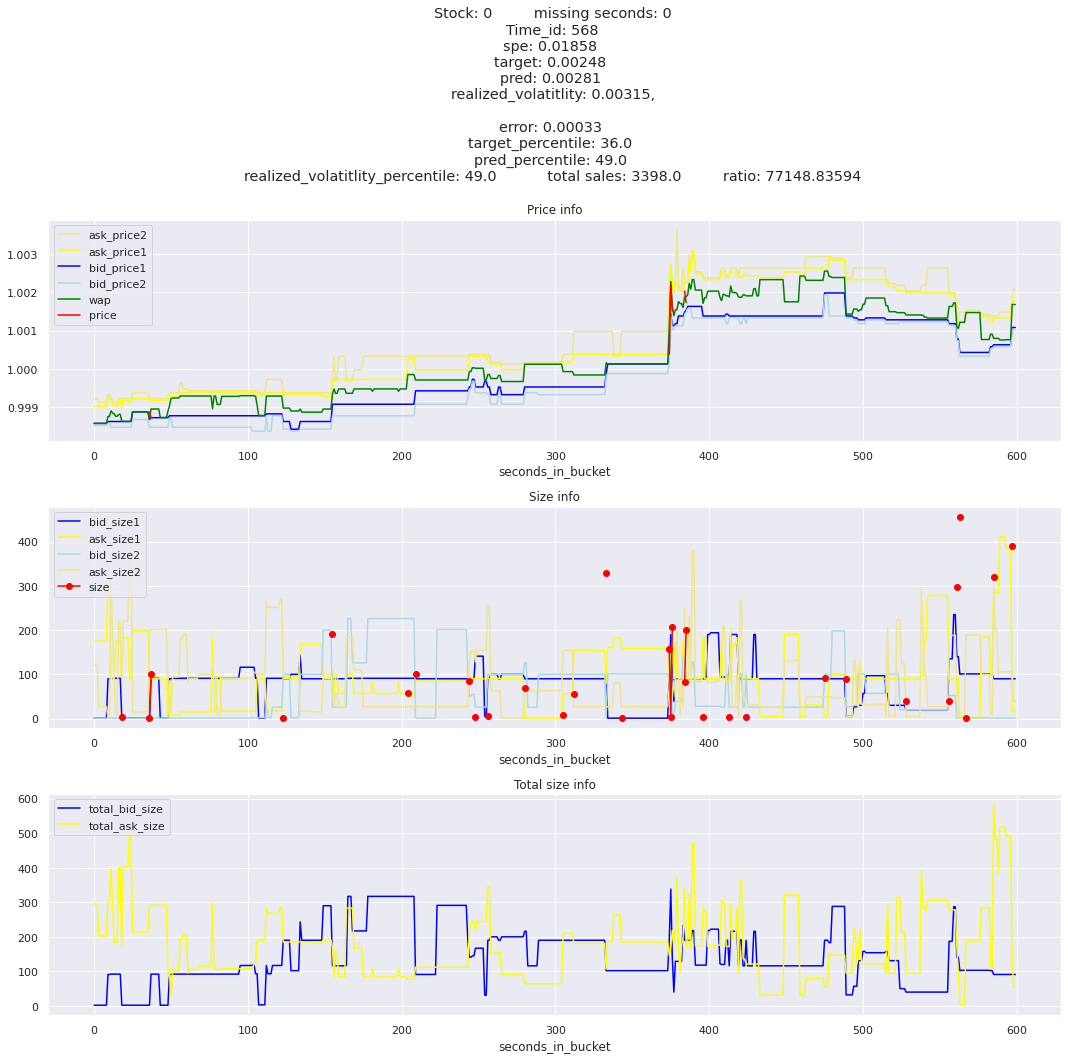 Stock: 0 missing seconds: 0
Time_id: 568
spe: 0.01858
target: 0.00248
pred: 0.00281
realized_volatitlity: 0.00315,
error: 0.00033
target_percentile: 36.0
pred_percentile: 49.0
realized_volatitlity_percentile: 49.0 total sales: 3398.0 ratio: 77148.83594
Price info
ask_price2
ask_price1
bid_price1
bid_price2
wap
price
1.003
1.002
1.001
1.000
0.999
0 100 200 300 400 500 600
seconds_in_bucket
Size info
bid_size1
ask_size1
bid_size2
ask_size2
size
400
300
200
100
0
0 100 200 300 400 500 600
seconds_in_bucket
Total size info
total_bid_size
total_ask_size
600
500
400
300
200
100
0
0 100 200 300 400 500 600
seconds_in_bucket